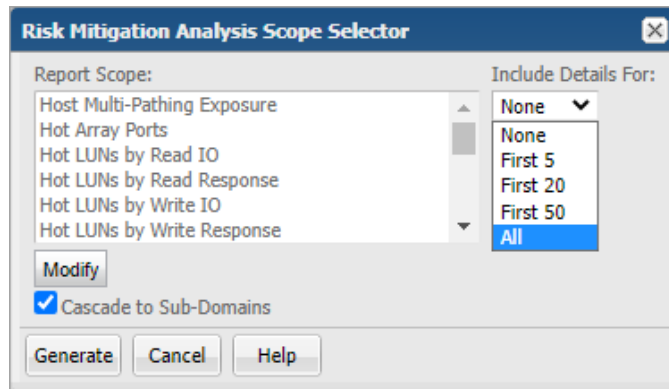 Risk Mitigation Analysis Scope Selector
Report Scope:
Host Multi-Pathing Exposure
Hot Array Ports
Hot LUNs by Read IO
Hot LUNs by Read Response
Hot LUNs by Write IO
Hot LUNs by Write Response
Include Details For:
None
None
First 5
First 20
First 50
All
Modify
Cascade to Sub-Domains
Generate Cancel Help